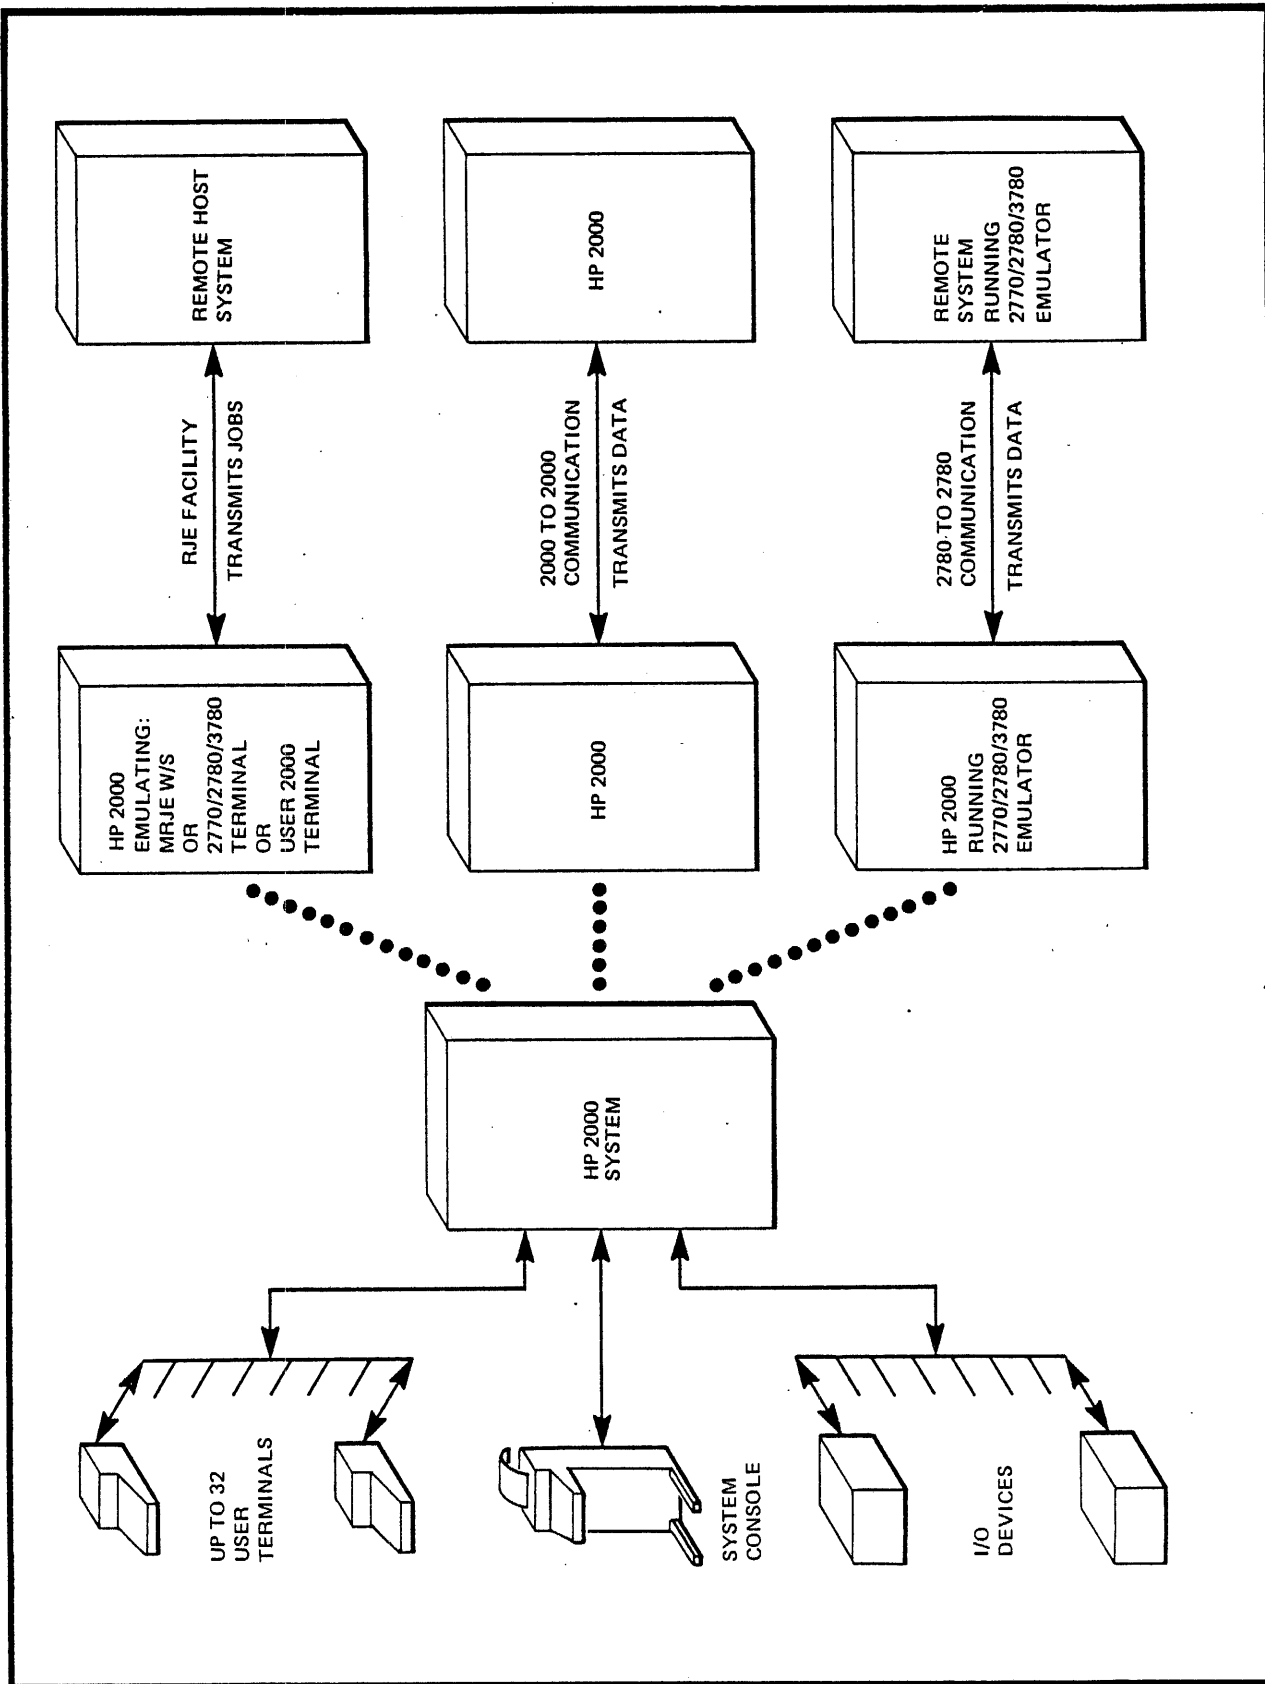 UP TO 32
USER
TERMINALS
SYSTEM
CONSOLE
I/O
DEVICES
HP 2000
SYSTEM
HP 2000
EMULATING:
MRJE W/S
OR
2770/2780/3780
TERMINAL
OR
USER 2000
TERMINAL
RJE FACILITY
TRANSMITS JOBS
REMOTE HOST
SYSTEM
HP 2000
2000 TO 2000
COMMUNICATION
TRANSMITS DATA
HP 2000
HP 2000
RUNNING
2770/2780/3780
EMULATOR
2780 TO 2780
COMMUNICATION
TRANSMITS DATA
REMOTE
SYSTEM
RUNNING
2770/2780/3780
EMULATOR